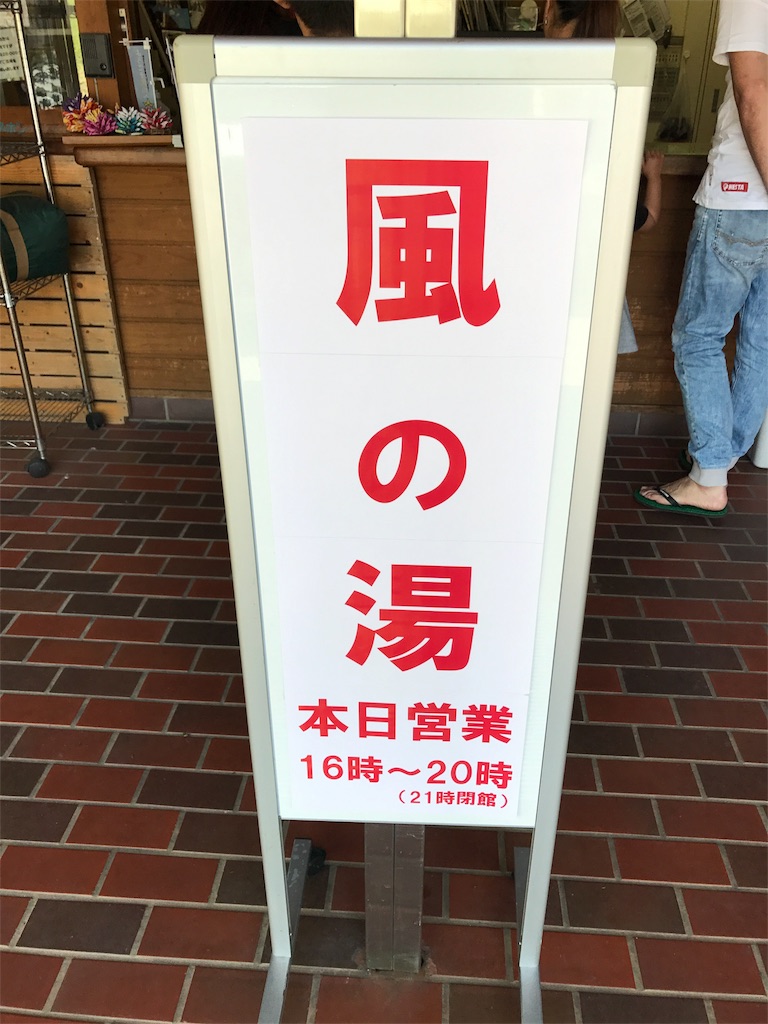 風の湯
本日営業
16時～20時
（21時閉館）